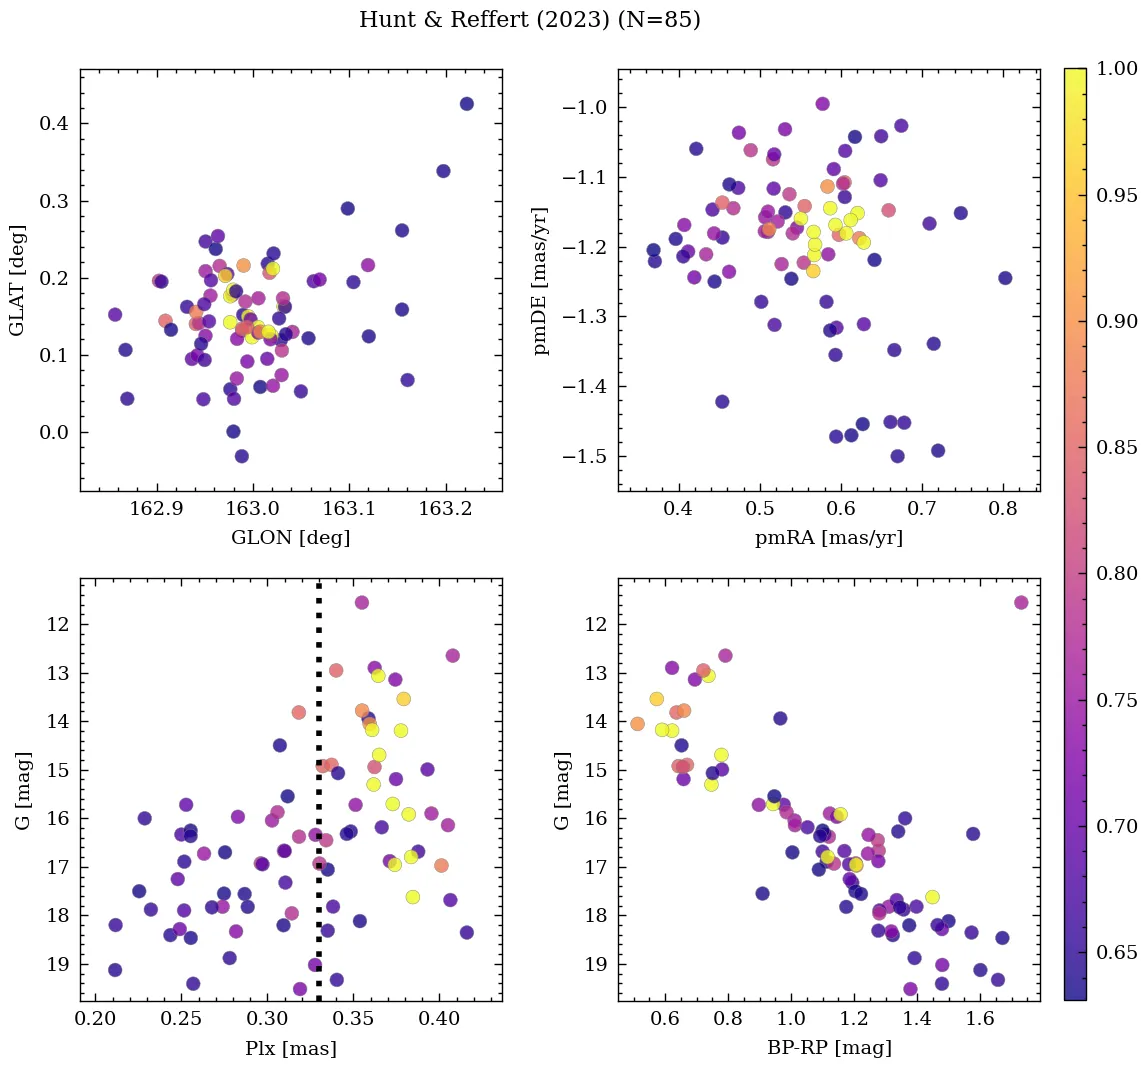 Hunt & Reffert (2023) (N=85)
0.4
0.3
0.2
0.1
0.0
GLAT [deg]
162.9 163.0 163.1 163.2
GLON [deg]
−1.0
−1.1
−1.2
−1.3
−1.4
−1.5
pmDE [mas/yr]
0.4 0.5 0.6 0.7 0.8
pmRA [mas/yr]
12
13
14
15
16
17
18
19
G [mag]
0.20 0.25 0.30 0.35 0.40
Plx [mas]
12
13
14
15
16
17
18
19
G [mag]
0.6 0.8 1.0 1.2 1.4 1.6
BP-RP [mag]
1.00
0.95
0.90
0.85
0.80
0.75
0.70
0.65